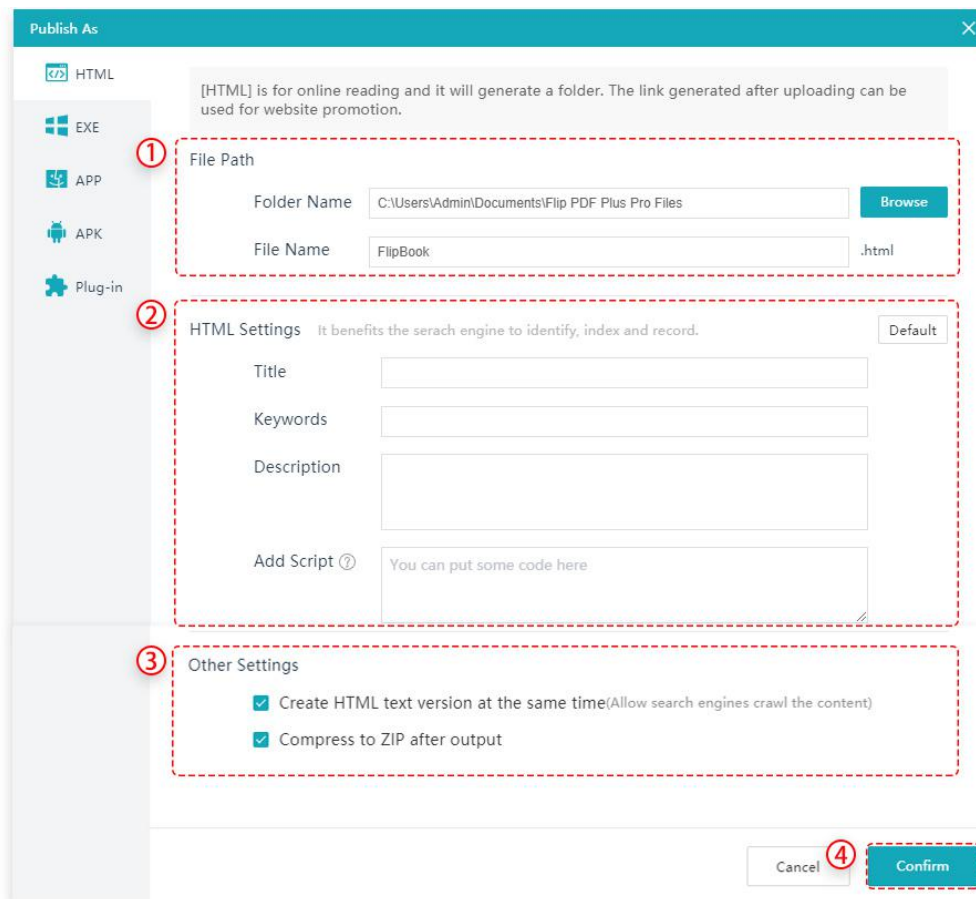 Publish As
HTML
EXE
APP
APK
Plug-in
[HTML] is for online reading and it will generate a folder. The link generated after uploading can be
used for website promotion.
①
File Path
Folder Name C:\Users\Admin\Documents\Flip PDF Plus Pro Files Browse
File Name FlipBook .html
②
HTML Settings It benefits the serach engine to identify, index and record. Default
Title
Keywords
Description
Add Script ? You can put some code here
③
Other Settings
Create HTML text version at the same time(Allow search engines crawl the content)
Compress to ZIP after output
Cancel ④ Confirm